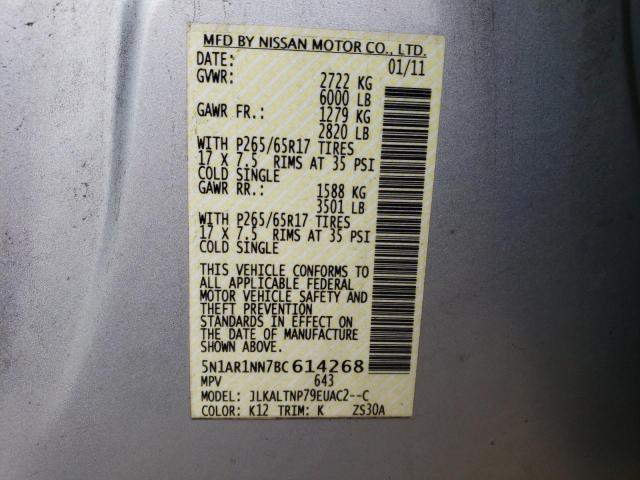 MFD BY NISSAN MOTOR CO., LTD.
DATE: 01/11
GVWR: 2722 KG
6000 LB
GAWR FR.: 1279 KG
2820 LB
WITH P265/65R17 TIRES
17 X 7.5 RIMS AT 35 PSI
COLD SINGLE
GAWR RR.: 1588 KG
3501 LB
WITH P265/65R17 TIRES
17 X 7.5 RIMS AT 35 PSI
COLD SINGLE
THIS VEHICLE CONFORMS TO
ALL APPLICABLE FEDERAL
MOTOR VEHICLE SAFETY AND
THEFT PREVENTION
STANDARDS IN EFFECT ON
THE DATE OF MANUFACTURE
SHOWN ABOVE.
5N1AR1NN7BC614268
MPV 643
MODEL: JLKALTNP79EUAC2--C
COLOR: K12 TRIM: K ZS30A